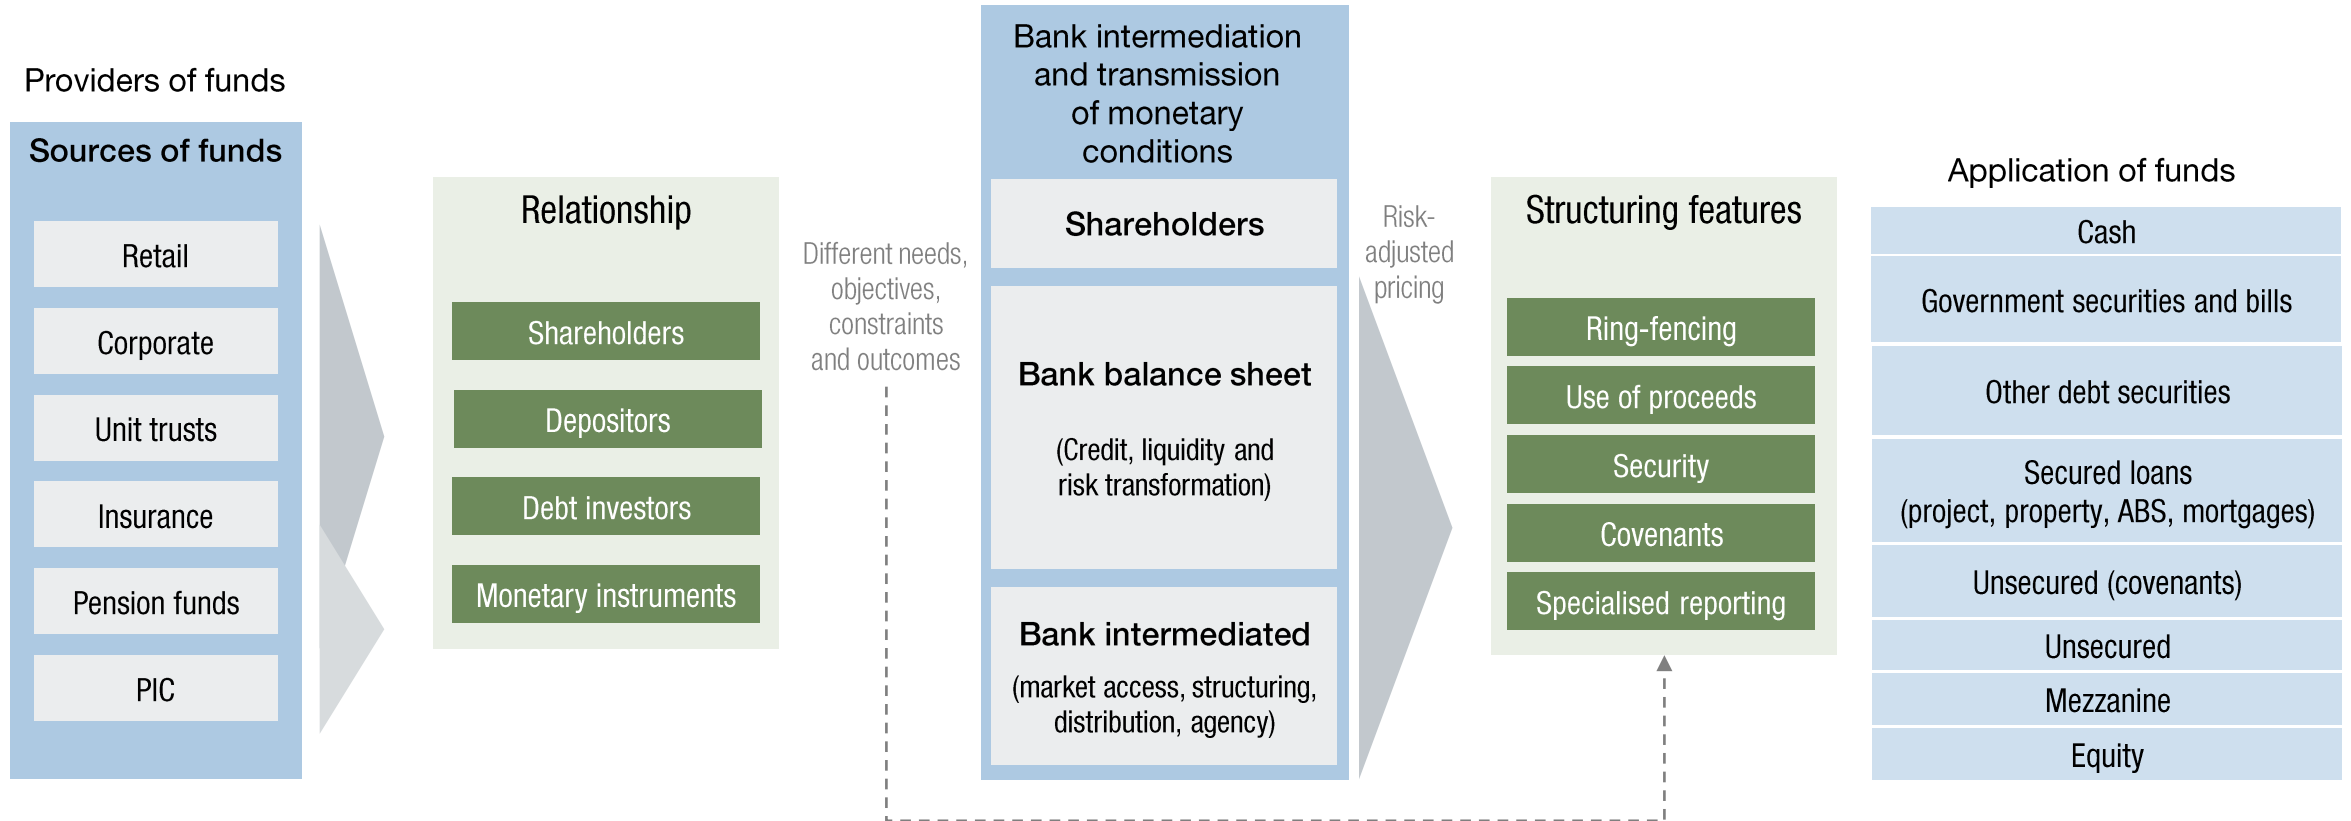 Providers of funds
Sources of funds
Retail
Corporate
Unit trusts
Insurance
Pension funds
PIC
Relationship
Shareholders
Depositors
Debt investors
Monetary instruments
Different needs,
objectives,
constraints
and outcomes
Bank intermediation
and transmission
of monetary
conditions
Shareholders
Bank balance sheet
(Credit, liquidity and
risk transformation)
Bank intermediated
(market access, structuring,
distribution, agency)
Risk-
adjusted
pricing
Structuring features
Ring-fencing
Use of proceeds
Security
Covenants
Specialised reporting
Application of funds
Cash
Government securities and bills
Other debt securities
Secured loans
(project, property, ABS, mortgages)
Unsecured (covenants)
Unsecured
Mezzanine
Equity